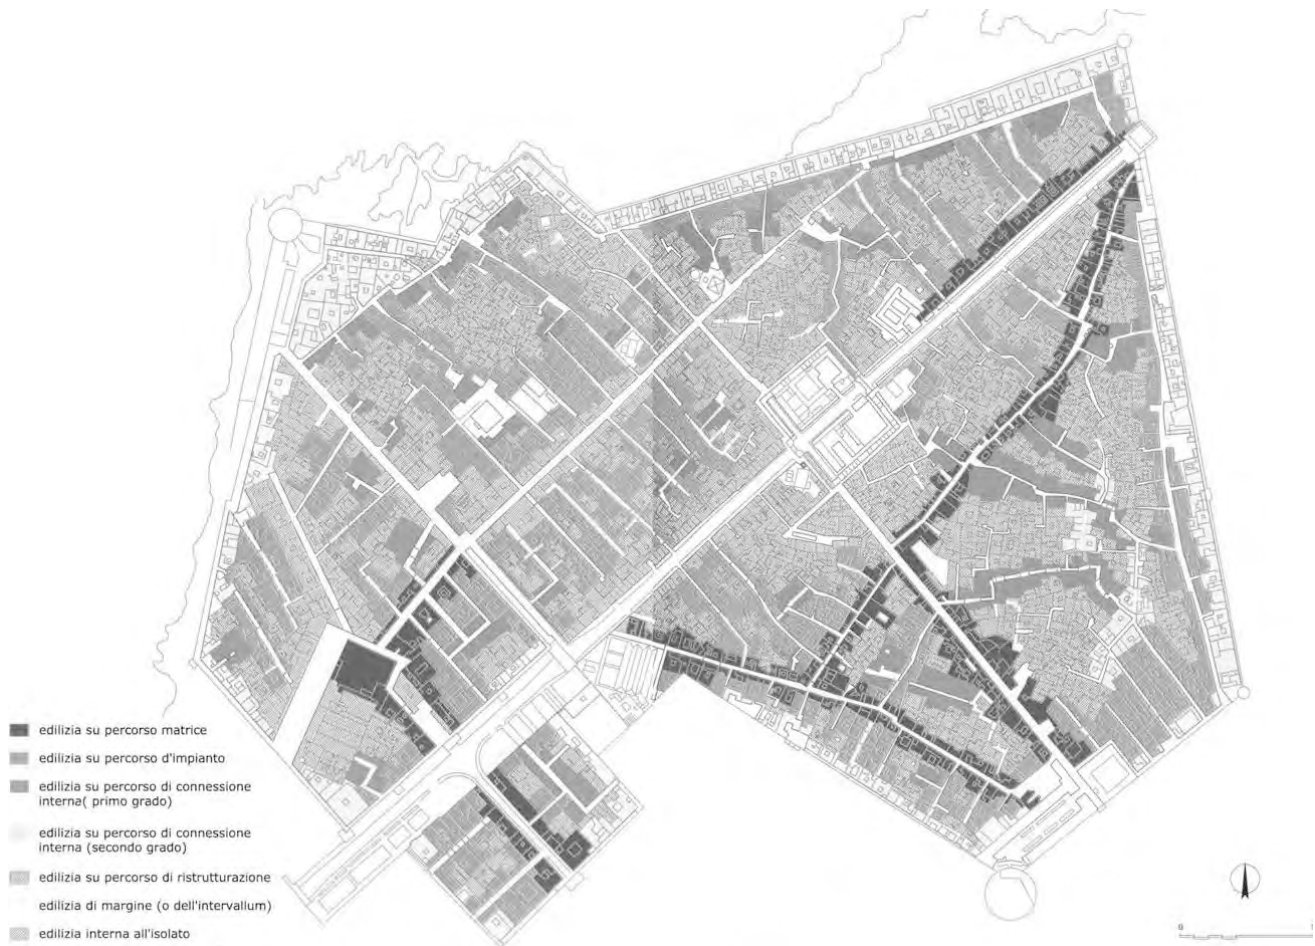 edilizia su percorso matrice
edilizia su percorso d'impianto
edilizia su percorso di connessione
interna( primo grado)
edilizia su percorso di connessione
interna (secondo grado)
edilizia su percorso di ristrutturazione
edilizia di margine (o dell'intervallum)
edilizia interna all'isolato
0